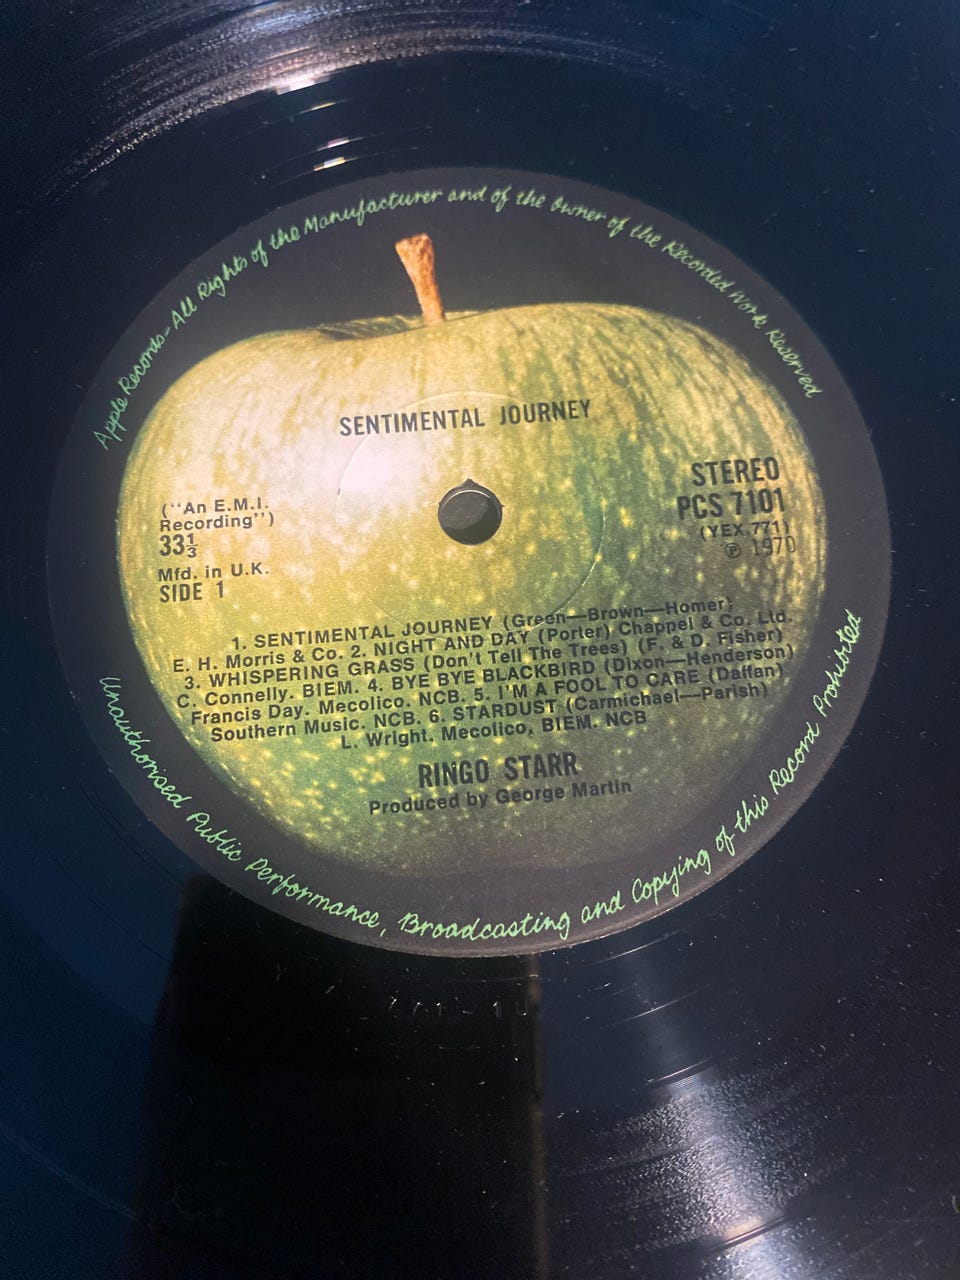 Apple Records-All Rights of the Manufacturer and of the Owner of the Recorded Work Reserved
SENTIMENTAL JOURNEY
STEREO
PCS 7101
(YEX.771)
℗ 1970
(''An E.M.I.
Recording'')
33⅓
Mfd. in U.K.
SIDE 1
1. SENTIMENTAL JOURNEY (Green—Brown—Homer)
E. H. Morris & Co. 2. NIGHT AND DAY (Porter) Chappel & Co. Ltd.
3. WHISPERING GRASS (Don't Tell The Trees) (F. & D. Fisher)
C. Connelly. BIEM. 4. BYE BYE BLACKBIRD (Dixon—Henderson)
Francis Day. Mecolico. NCB. 5. I'M A FOOL TO CARE (Daffan)
Southern Music. NCB. 6. STARDUST (Carmichael—Parish)
L. Wright. Mecolico, BIEM. NCB
RINGO STARR
Produced by George Martin
Unauthorised Public Performance, Broadcasting and Copying of this Record Prohibited